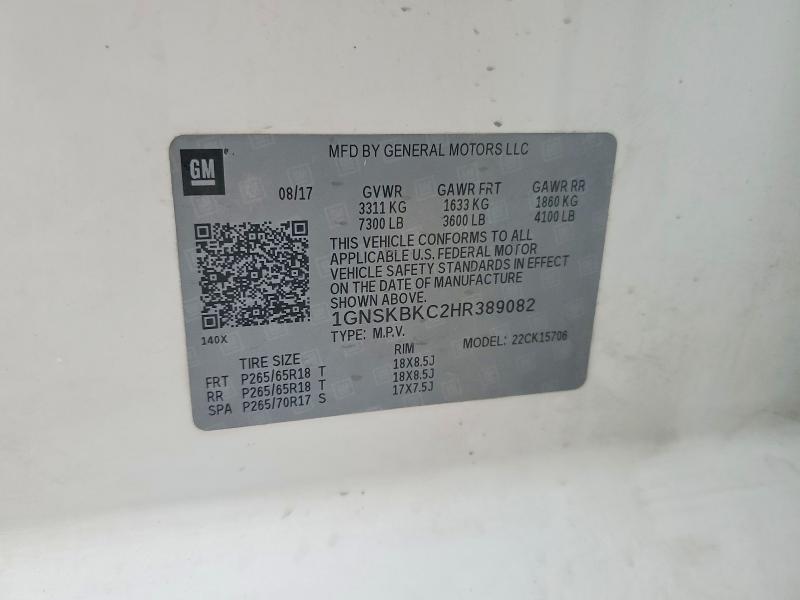 GM
MFD BY GENERAL MOTORS LLC
08/17 GVWR GAWR FRT GAWR RR
3311 KG 1633 KG 1860 KG
7300 LB 3600 LB 4100 LB
THIS VEHICLE CONFORMS TO ALL
APPLICABLE U.S. FEDERAL MOTOR
VEHICLE SAFETY STANDARDS IN EFFECT
ON THE DATE OF MANUFACTURE
SHOWN ABOVE.
1GNSKBKC2HR389082
140X TYPE: M.P.V. MODEL: 22CK15706
TIRE SIZE RIM
FRT P265/65R18 T 18X8.5J
RR P265/65R18 T 18X8.5J
SPA P265/70R17 S 17X7.5J